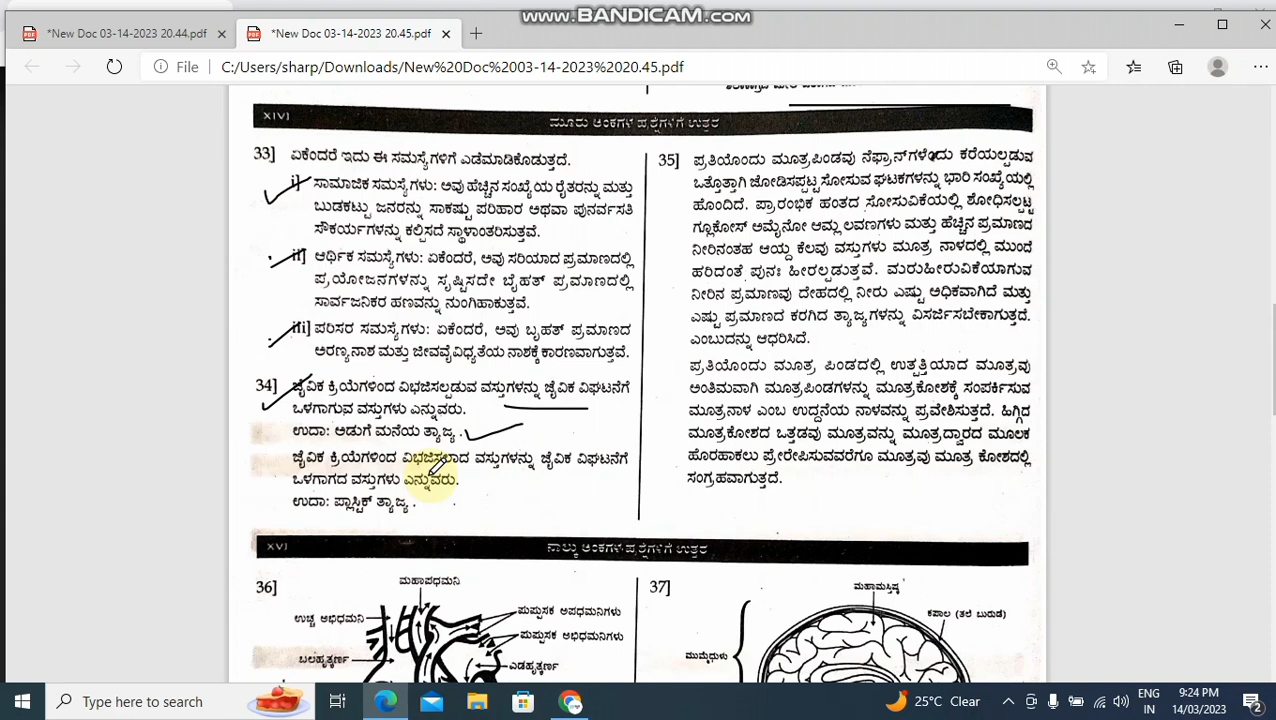 www.BANDICAM.com
*New Doc 03-14-2023 20.44.pdf
*New Doc 03-14-2023 20.45.pdf
File
C:/Users/sharp/Downloads/New%20Doc%2003-14-2023%2020.45.pdf
XIV]
ಮೂರು ಅಂಕಗಳ ಪ್ರಶ್ನೆಗಳಿಗೆ ಉತ್ತರ
33] ಏಕೆಂದರೆ ಇದು ಈ ಸಮಸ್ಯೆಗಳಿಗೆ ಎಡೆಮಾಡಿಕೊಡುತ್ತದೆ.
i] ಸಾಮಾಜಿಕ ಸಮಸ್ಯೆಗಳು: ಅವು ಹೆಚ್ಚಿನ ಸಂಖ್ಯೆಯ ರೈತರನ್ನು ಮತ್ತು
ಬುಡಕಟ್ಟು ಜನರನ್ನು ಸಾಕಷ್ಟು ಪರಿಹಾರ ಅಥವಾ ಪುನರ್ವಸತಿ
ಸೌಕರ್ಯಗಳನ್ನು ಕಲ್ಪಿಸದೆ ಸ್ಥಾಳಾಂತರಿಸುತ್ತವೆ.
ii] ಆರ್ಥಿಕ ಸಮಸ್ಯೆಗಳು: ಏಕೆಂದರೆ, ಅವು ಸರಿಯಾದ ಪ್ರಮಾಣದಲ್ಲಿ
ಪ್ರಯೋಜನಗಳನ್ನು ಸೃಷ್ಟಿಸದೇ ಬೃಹತ್ ಪ್ರಮಾಣದಲ್ಲಿ
ಸಾರ್ವಜನಿಕರ ಹಣವನ್ನು ನುಂಗಿಹಾಕುತ್ತವೆ.
iii] ಪರಿಸರ ಸಮಸ್ಯೆಗಳು: ಏಕೆಂದರೆ, ಅವು ಬೃಹತ್ ಪ್ರಮಾಣದ
ಅರಣ್ಯ ನಾಶ ಮತ್ತು ಜೀವವೈವಿಧ್ಯತೆಯ ನಾಶಕ್ಕೆ ಕಾರಣವಾಗುತ್ತವೆ.
34] ಜೈವಿಕ ಕ್ರಿಯೆಗಳಿಂದ ವಿಭಜಿಸಲ್ಪಡುವ ವಸ್ತುಗಳನ್ನು ಜೈವಿಕ ವಿಘಟನೆಗೆ
ಒಳಗಾಗುವ ವಸ್ತುಗಳು ಎನ್ನುವರು.
ಉದಾ: ಅಡುಗೆ ಮನೆಯ ತ್ಯಾಜ್ಯ.
ಜೈವಿಕ ಕ್ರಿಯೆಗಳಿಂದ ವಿಭಜಿಸಲಾದ ವಸ್ತುಗಳನ್ನು ಜೈವಿಕ ವಿಘಟನೆಗೆ
ಒಳಗಾಗದ ವಸ್ತುಗಳು ಎನ್ನುವರು.
ಉದಾ: ಪ್ಲಾಸ್ಟಿಕ್ ತ್ಯಾಜ್ಯ.
35] ಪ್ರತಿಯೊಂದು ಮೂತ್ರಪಿಂಡವು ನೆಫ್ರಾನ್‌ಗಳೆಂದು ಕರೆಯಲ್ಪಡುವ
ಒತ್ತೊತ್ತಾಗಿ ಜೋಡಿಸಲ್ಪಟ್ಟ ಸೋಸುವ ಘಟಕಗಳನ್ನು ಭಾರಿ ಸಂಖ್ಯೆಯಲ್ಲಿ
ಹೊಂದಿದೆ. ಪ್ರಾರಂಭಿಕ ಹಂತದ ಸೋಸುವಿಕೆಯಲ್ಲಿ ಶೋಧಿಸಲ್ಪಟ್ಟ
ಗ್ಲೂಕೋಸ್ ಅಮೈನೋ ಆಮ್ಲ ಲವಣಗಳು ಮತ್ತು ಹೆಚ್ಚಿನ ಪ್ರಮಾಣದ
ನೀರಿನಂತಹ ಆಯ್ದ ಕೆಲವು ವಸ್ತುಗಳು ಮೂತ್ರ ನಾಳದಲ್ಲಿ ಮುಂದೆ
ಹರಿದಂತೆ ಪುನಃ ಹೀರಲ್ಪಡುತ್ತವೆ. ಮರುಹೀರುವಿಕೆಯಾಗುವ
ನೀರಿನ ಪ್ರಮಾಣವು ದೇಹದಲ್ಲಿ ನೀರು ಎಷ್ಟು ಅಧಿಕವಾಗಿದೆ ಮತ್ತು
ಎಷ್ಟು ಪ್ರಮಾಣದ ಕರಗಿದ ತ್ಯಾಜ್ಯಗಳನ್ನು ವಿಸರ್ಜಿಸಬೇಕಾಗುತ್ತದೆ.
ಎಂಬುದನ್ನು ಆಧರಿಸಿದೆ.
ಪ್ರತಿಯೊಂದು ಮೂತ್ರ ಪಿಂಡದಲ್ಲಿ ಉತ್ಪತ್ತಿಯಾದ ಮೂತ್ರವು
ಅಂತಿಮವಾಗಿ ಮೂತ್ರಪಿಂಡಗಳನ್ನು ಮೂತ್ರಕೋಶಕ್ಕೆ ಸಂಪರ್ಕಿಸುವ
ಮೂತ್ರನಾಳ ಎಂಬ ಉದ್ದನೆಯ ನಾಳವನ್ನು ಪ್ರವೇಶಿಸುತ್ತದೆ. ಹಿಗ್ಗಿದ
ಮೂತ್ರಕೋಶದ ಒತ್ತಡವು ಮೂತ್ರವನ್ನು ಮೂತ್ರದ್ವಾರದ ಮೂಲಕ
ಹೊರಹಾಕಲು ಪ್ರೇರೇಪಿಸುವವರೆಗೂ ಮೂತ್ರವು ಮೂತ್ರ ಕೋಶದಲ್ಲಿ
ಸಂಗ್ರಹವಾಗುತ್ತದೆ.
XV]
ನಾಲ್ಕು ಅಂಕಗಳ ಪ್ರಶ್ನೆಗಳಿಗೆ ಉತ್ತರ
36]
ಮಹಾಪಧಮನಿ
ಉಚ್ಚ ಅಭಿಧಮನಿ
ಪುಪ್ಪುಸಕ ಅಪಧಮನಿಗಳು
ಪುಪ್ಪುಸಕ ಅಭಿಧಮನಿಗಳು
ಬಲಹೃತ್ಕರ್ಣ
ಎಡಹೃತ್ಕರ್ಣ
37]
ಮಹಾಮಸ್ತಿಷ್ಕ
ಕಪಾಲ (ತಲೆ ಬುರುಡೆ)
ಮುಮ್ಮೆದುಳು
Type here to search
25°C Clear
ENG
IN
9:24 PM
14/03/2023
2